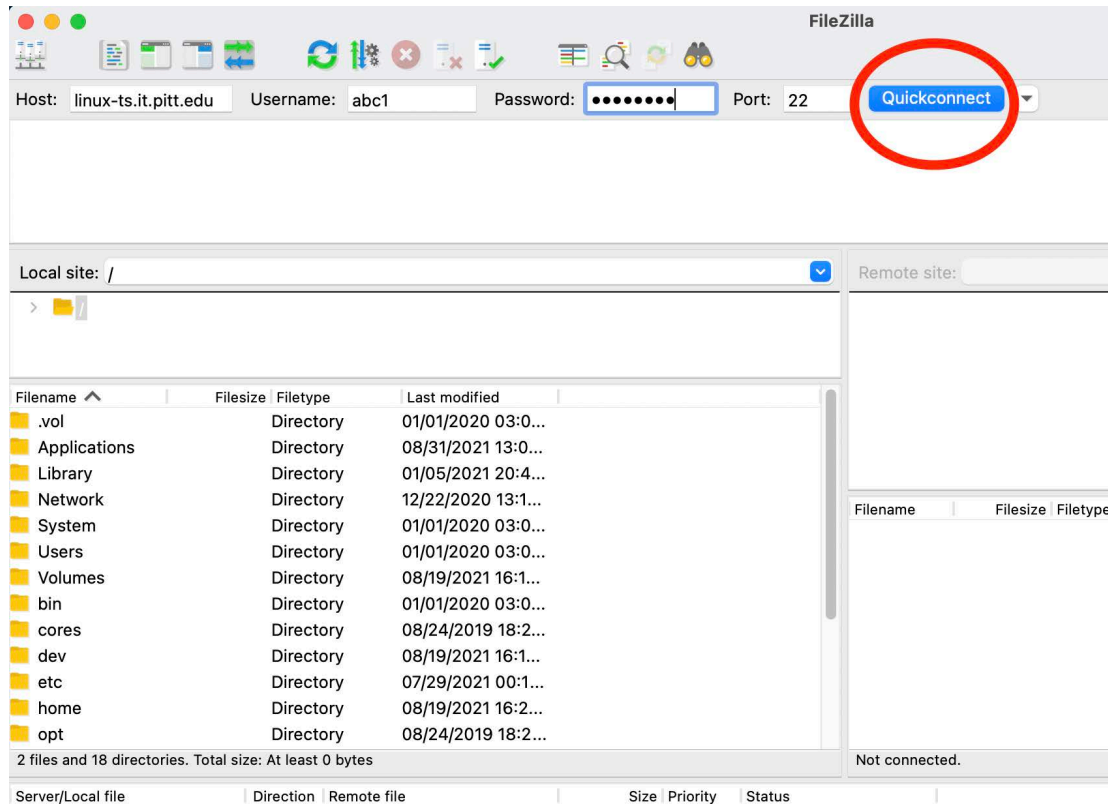 FileZilla
Host: linux-ts.it.pitt.edu Username: abc1 Password: •••••••• Port: 22 Quickconnect
Local site: /
Remote site:
/
Filename Filesize Filetype Last modified
.vol Directory 01/01/2020 03:0...
Applications Directory 08/31/2021 13:0...
Library Directory 01/05/2021 20:4...
Network Directory 12/22/2020 13:1...
System Directory 01/01/2020 03:0...
Users Directory 01/01/2020 03:0...
Volumes Directory 08/19/2021 16:1...
bin Directory 01/01/2020 03:0...
cores Directory 08/24/2019 18:2...
dev Directory 08/19/2021 16:1...
etc Directory 07/29/2021 00:1...
home Directory 08/19/2021 16:2...
opt Directory 08/24/2019 18:2...
2 files and 18 directories. Total size: At least 0 bytes
Filename Filesize Filetype
Not connected.
Server/Local file Direction Remote file Size Priority Status